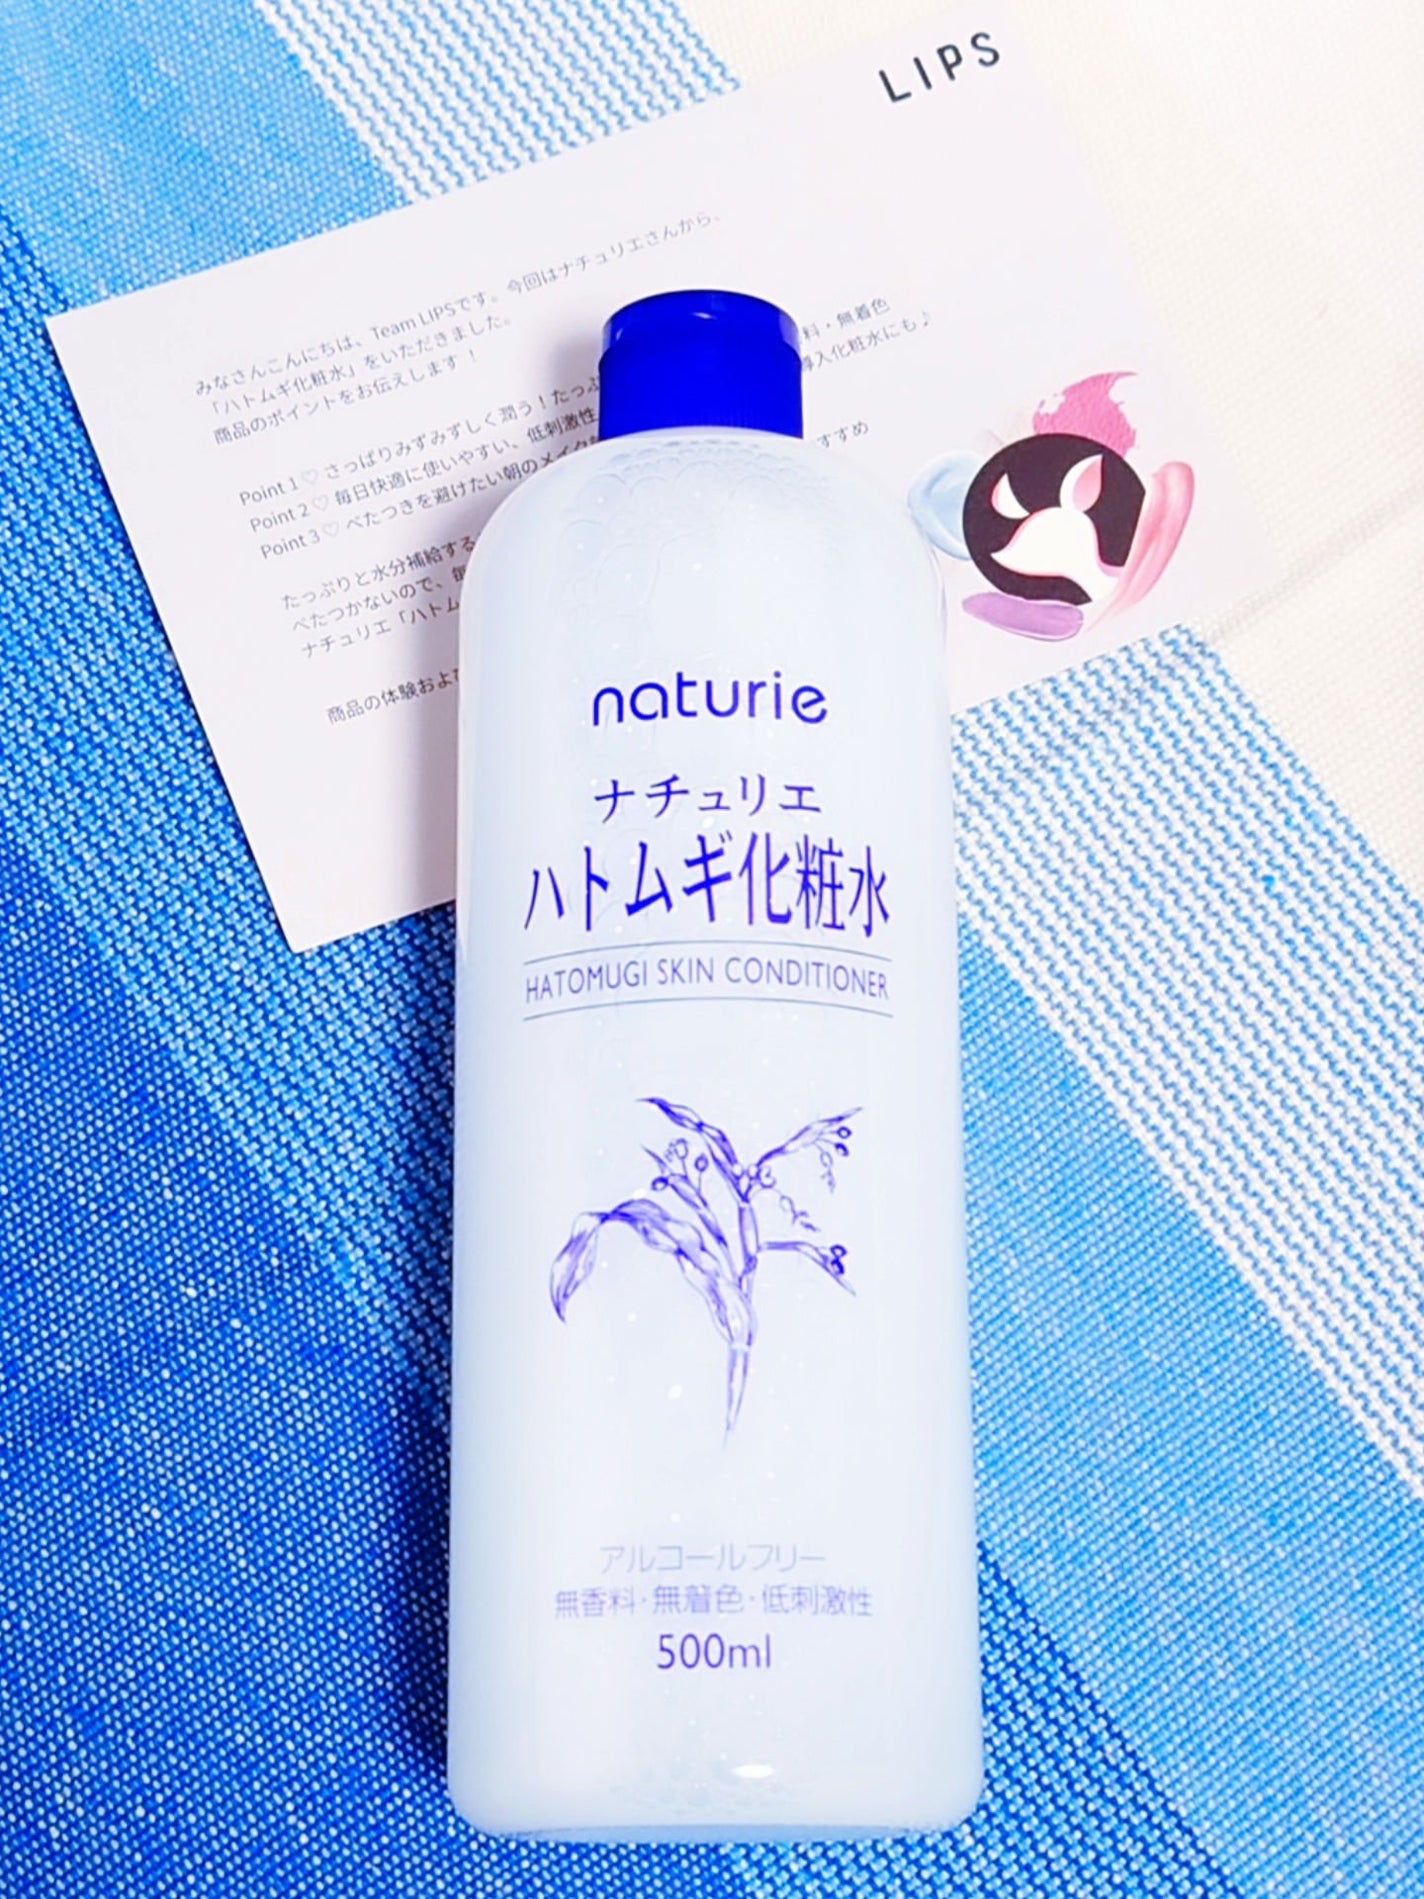 LIPS
みなさんこんにちは、Team LIPSです。今回はナチュリエさんから、
「ハトムギ化粧水」をいただきました。
商品のポイントをお伝えします！
Point 1♡ さっぱりみずみずしく潤う！たっぷ
Point 2♡ 毎日快適に使いやすい、低刺激性 料・無着色
Point 3♡ べたつきを避けたい朝のメイク 導入化粧水にも♪
すすめ
たっぷりと水分補給する
べたつかないので、毎
ナチュリエ「ハトム
商品の体験およ
naturie
ナチュリエ
ハトムギ化粧水
HATOMUGI SKIN CONDITIONER
アルコールフリー
無香料・無着色・低刺激性
500ml